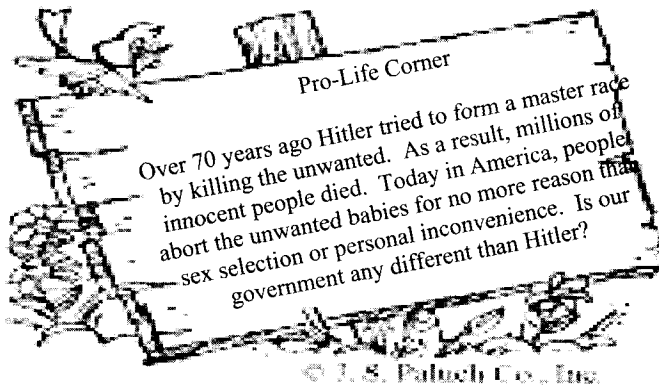 Pro-Life Corner
Over 70 years ago Hitler tried to form a master race
by killing the unwanted.  As a result, millions of
innocent people died.  Today in America, people
abort the unwanted babies for no more reason than
sex selection or personal inconvenience.  Is our
government any different than Hitler?
© J. S. Paluch Co., Inc.